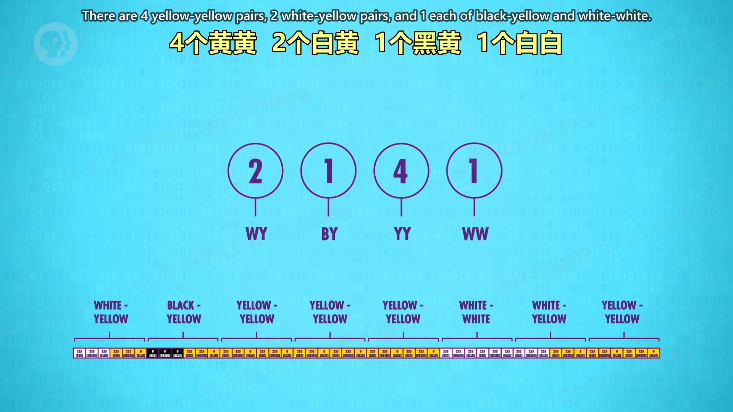 There are 4 yellow-yellow pairs, 2 white-yellow pairs, and 1 each of black-yellow and white-white.
4个黄黄 2个白黄 1个黑黄 1个白白
2 1 4 1
WY BY YY WW
WHITE - YELLOW
BLACK - YELLOW
YELLOW - YELLOW
YELLOW - YELLOW
YELLOW - YELLOW
WHITE - WHITE
WHITE - YELLOW
YELLOW - YELLOW